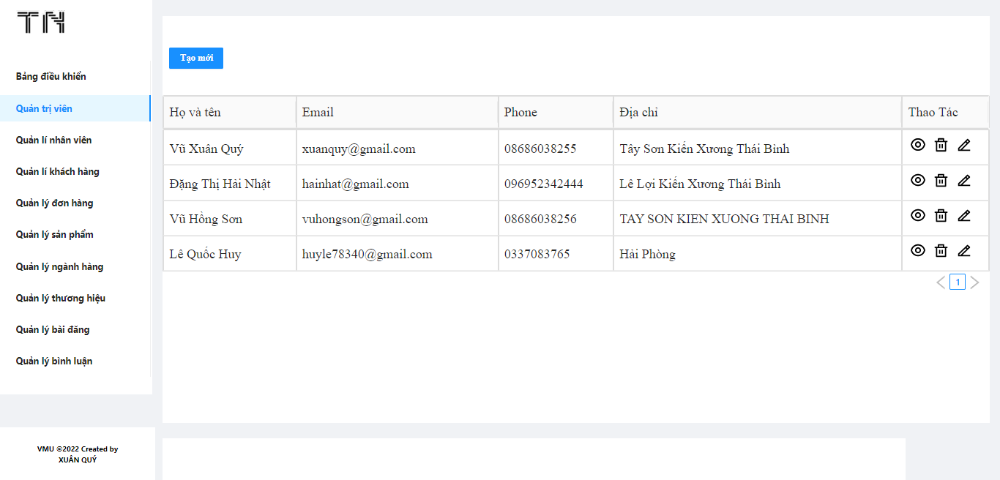 TN
Bảng điều khiển
Quản trị viên
Quản lí nhân viên
Quản lí khách hàng
Quản lý đơn hàng
Quản lý sản phẩm
Quản lý ngành hàng
Quản lý thương hiệu
Quản lý bài đăng
Quản lý bình luận
VMU ©2022 Created by
XUÂN QUÝ
Tạo mới
Họ và tên Email Phone Địa chỉ Thao Tác
Vũ Xuân Quý xuanquy@gmail.com 08686038255 Tây Sơn Kiến Xương Thái Bình
Đặng Thị Hải Nhật hainhat@gmail.com 096952342444 Lê Lợi Kiến Xương Thái Bình
Vũ Hồng Sơn vuhongson@gmail.com 08686038256 TAY SON KIEN XUONG THAI BINH
Lê Quốc Huy huyle78340@gmail.com 0337083765 Hải Phòng
1